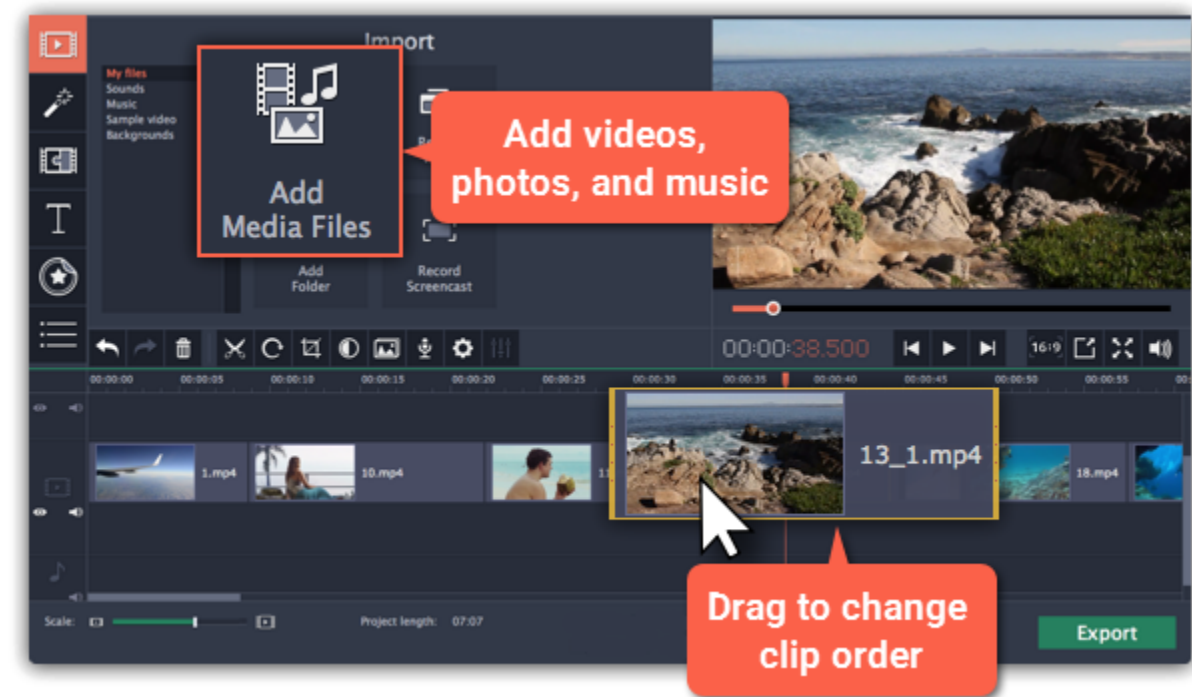 Import
My files
Sounds
Music
Sample video
Backgrounds
Add
Media Files
Add videos,
photos, and music
Add
Folder
Record
Screencast
T
00:00:38.500
16:9
00:00:00 00:00:05 00:00:10 00:00:15 00:00:20 00:00:25 00:00:30 00:00:35 00:00:40 00:00:45 00:00:50 00:00:55
1.mp4
10.mp4
13_1.mp4
18.mp4
Drag to change
clip order
Scale:
Project length: 07:07
Export